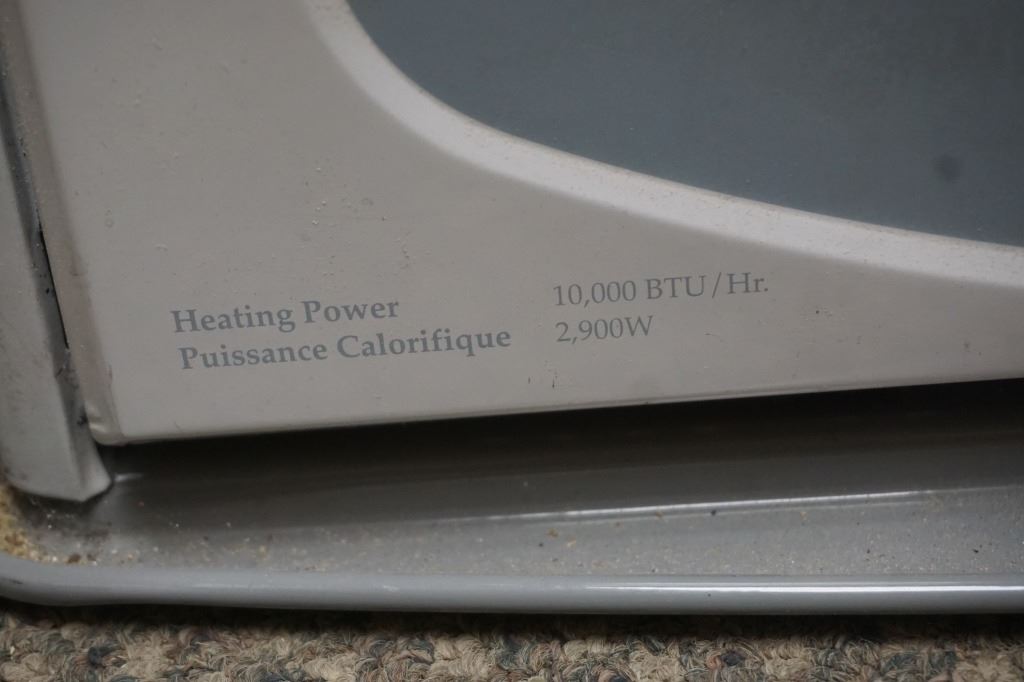 Heating Power 10,000 BTU/Hr.
Puissance Calorifique 2,900W